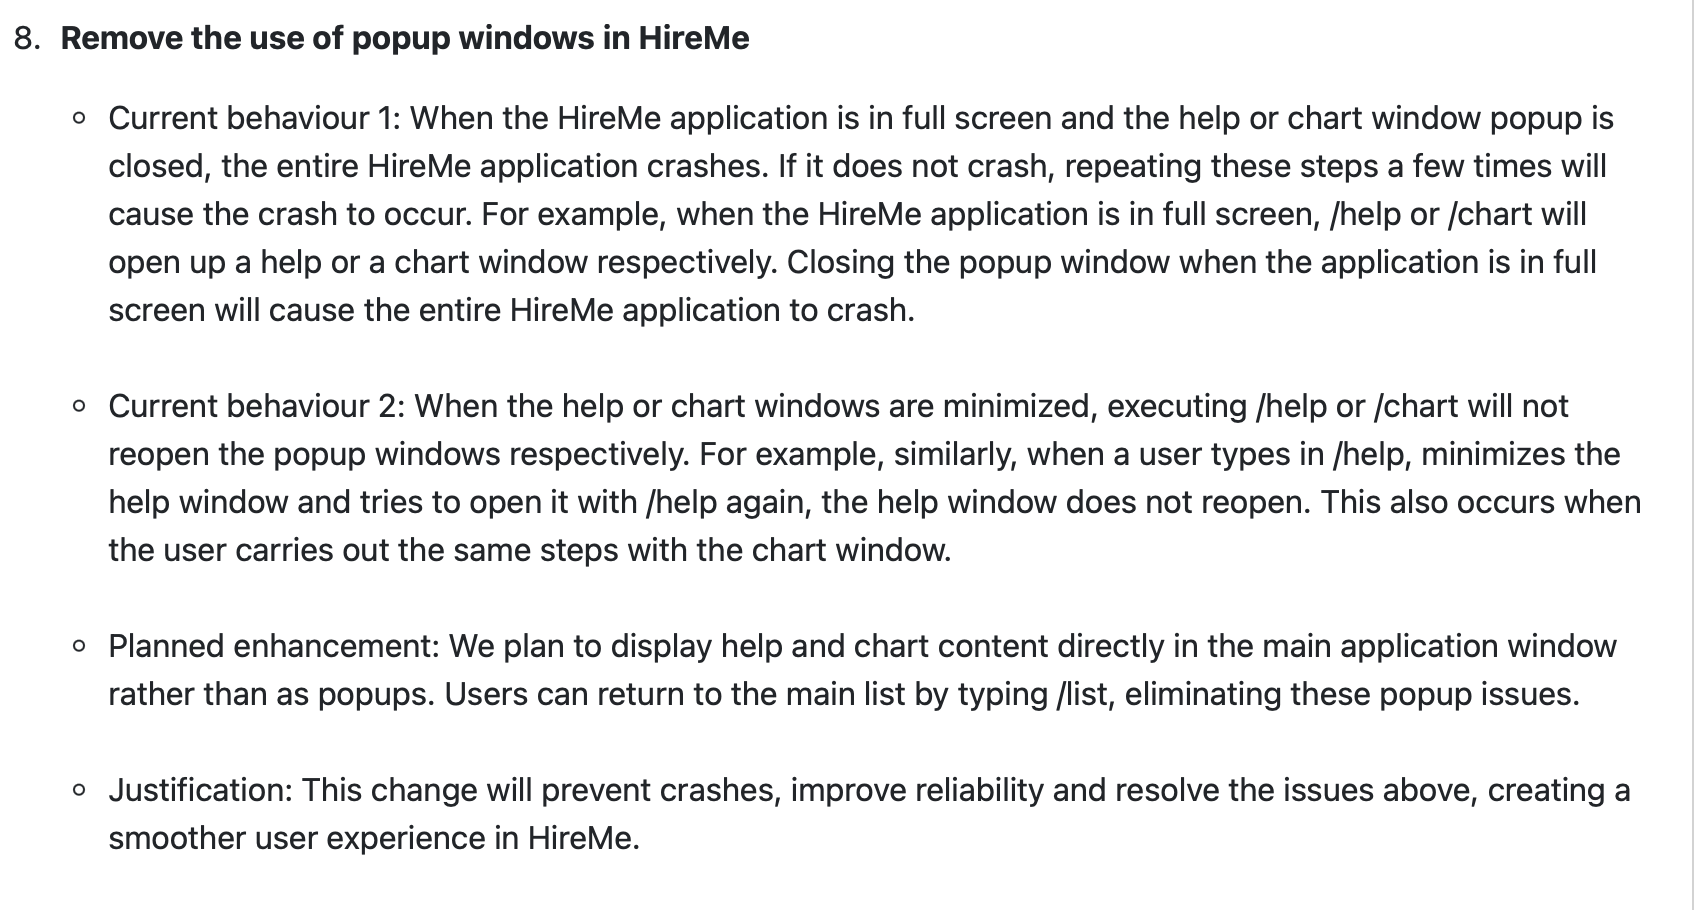 8. Remove the use of popup windows in HireMe
◦ Current behaviour 1: When the HireMe application is in full screen and the help or chart window popup is
closed, the entire HireMe application crashes. If it does not crash, repeating these steps a few times will
cause the crash to occur. For example, when the HireMe application is in full screen, /help or /chart will
open up a help or a chart window respectively. Closing the popup window when the application is in full
screen will cause the entire HireMe application to crash.
◦ Current behaviour 2: When the help or chart windows are minimized, executing /help or /chart will not
reopen the popup windows respectively. For example, similarly, when a user types in /help, minimizes the
help window and tries to open it with /help again, the help window does not reopen. This also occurs when
the user carries out the same steps with the chart window.
◦ Planned enhancement: We plan to display help and chart content directly in the main application window
rather than as popups. Users can return to the main list by typing /list, eliminating these popup issues.
◦ Justification: This change will prevent crashes, improve reliability and resolve the issues above, creating a
smoother user experience in HireMe.